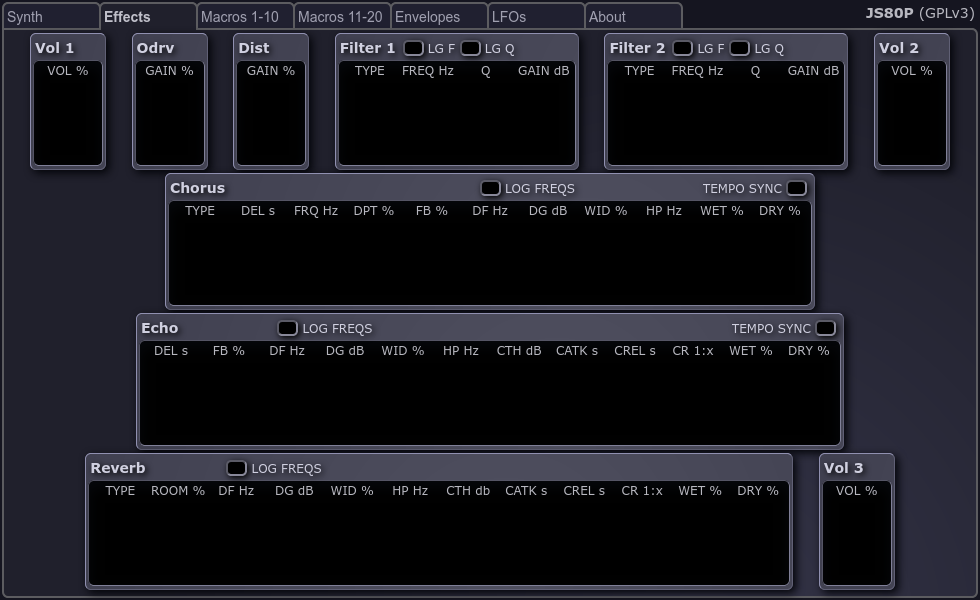 Synth Effects Macros 1-10 Macros 11-20 Envelopes LFOs About JS80P (GPLv3)
Vol 1 Odrv Dist Filter 1 LG F LG Q Filter 2 LG F LG Q Vol 2
VOL % GAIN % GAIN % TYPE FREQ Hz Q GAIN dB TYPE FREQ Hz Q GAIN dB VOL %
Chorus LOG FREQS TEMPO SYNC
TYPE DEL s FRQ Hz DPT % FB % DF Hz DG dB WID % HP Hz WET % DRY %
Echo LOG FREQS TEMPO SYNC
DEL s FB % DF Hz DG dB WID % HP Hz CTH dB CATK s CREL s CR 1:x WET % DRY %
Reverb LOG FREQS Vol 3
TYPE ROOM % DF Hz DG dB WID % HP Hz CTH db CATK s CREL s CR 1:x WET % DRY % VOL %